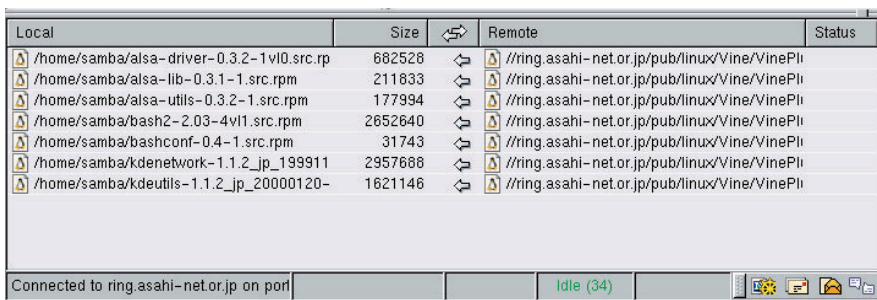 Local Size Remote Status
/home/samba/alsa-driver-0.3.2-1vl0.src.rp 682528 //ring.asahi-net.or.jp/pub/linux/Vine/VinePl
/home/samba/alsa-lib-0.3.1-1.src.rpm 211833 //ring.asahi-net.or.jp/pub/linux/Vine/VinePl
/home/samba/alsa-utils-0.3.2-1.src.rpm 177994 //ring.asahi-net.or.jp/pub/linux/Vine/VinePl
/home/samba/bash2-2.03-4vl1.src.rpm 2652640 //ring.asahi-net.or.jp/pub/linux/Vine/VinePl
/home/samba/bashconf-0.4-1.src.rpm 31743 //ring.asahi-net.or.jp/pub/linux/Vine/VinePl
/home/samba/kdenetwork-1.1.2_jp_199911 2957688 //ring.asahi-net.or.jp/pub/linux/Vine/VinePl
/home/samba/kdeutils-1.1.2_jp_20000120- 1621146 //ring.asahi-net.or.jp/pub/linux/Vine/VinePl
Connected to ring.asahi-net.or.jp on port Idle (34)